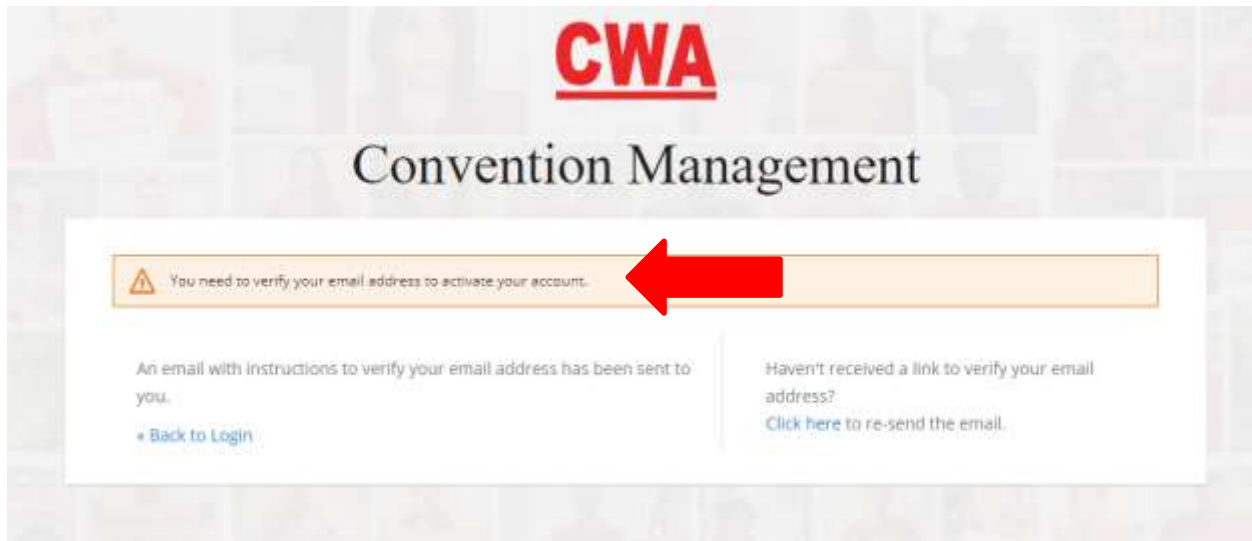 CWA
Convention Management
You need to verify your email address to activate your account.
An email with instructions to verify your email address has been sent to
you.
« Back to Login
Haven't received a link to verify your email
address?
Click here to re-send the email.